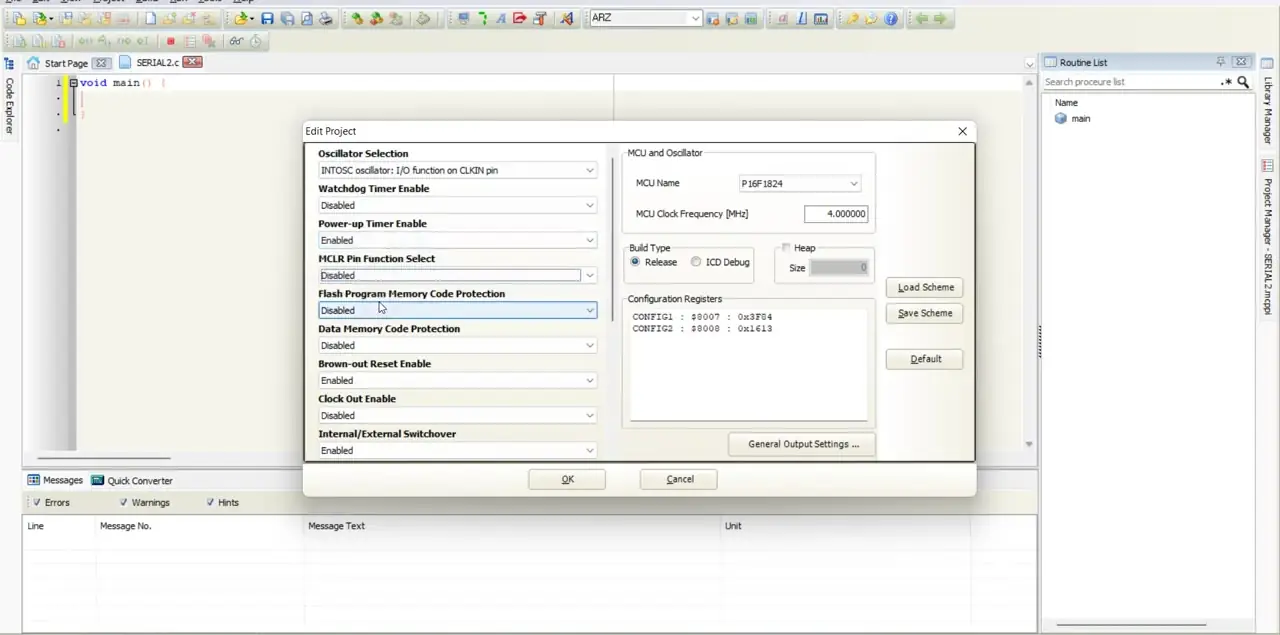 ARZ
Start Page
SERIAL2.c
Routine List
Code Explorer
1 void main() {
}
Search proceure list
.*
Name
main
Library Manager
Project Manager - SERIAL2.mcppi
Edit Project
Oscillator Selection
INTOSC oscillator: I/O function on CLKIN pin
Watchdog Timer Enable
Disabled
Power-up Timer Enable
Enabled
MCLR Pin Function Select
Disabled
Flash Program Memory Code Protection
Disabled
Data Memory Code Protection
Disabled
Brown-out Reset Enable
Enabled
Clock Out Enable
Disabled
Internal/External Switchover
Enabled
MCU and Oscillator
MCU Name P16F1824
MCU Clock Frequency [MHz] 4.000000
Build Type
Release ICD Debug
Heap
Size 0
Configuration Registers
CONFIG1 : $8007 : 0x3F84
CONFIG2 : $8008 : 0x1613
Load Scheme
Save Scheme
Default
General Output Settings ...
OK Cancel
Messages Quick Converter
Errors Warnings Hints
Line Message No. Message Text Unit